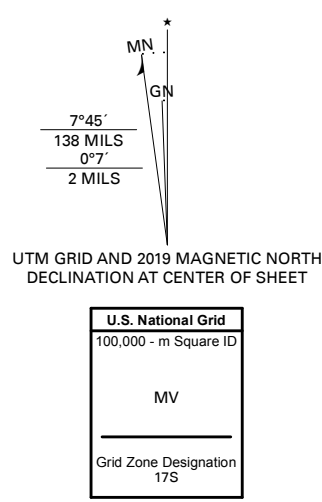 ★
MN
GN
7°45´
138 MILS
0°7´
2 MILS
UTM GRID AND 2019 MAGNETIC NORTH
DECLINATION AT CENTER OF SHEET
U.S. National Grid
100,000 - m Square ID
MV
Grid Zone Designation
17S